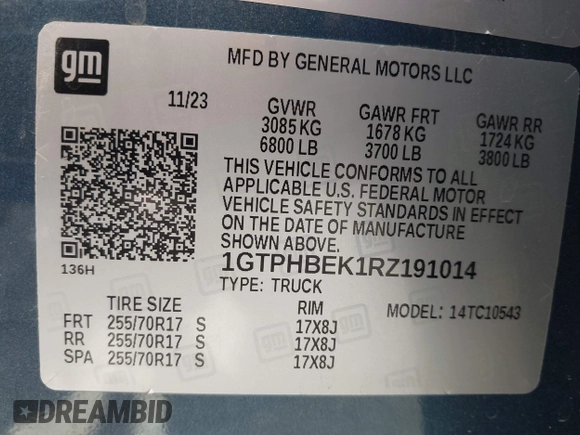 gm
MFD BY GENERAL MOTORS LLC
11/23 GVWR GAWR FRT GAWR RR
3085 KG 1678 KG 1724 KG
6800 LB 3700 LB 3800 LB
THIS VEHICLE CONFORMS TO ALL
APPLICABLE U.S. FEDERAL MOTOR
VEHICLE SAFETY STANDARDS IN EFFECT
ON THE DATE OF MANUFACTURE
SHOWN ABOVE.
136H
1GTPHBEK1RZ191014
TYPE: TRUCK
TIRE SIZE RIM MODEL: 14TC10543
FRT 255/70R17 S 17X8J
RR 255/70R17 S 17X8J
SPA 255/70R17 S 17X8J
DREAMBID